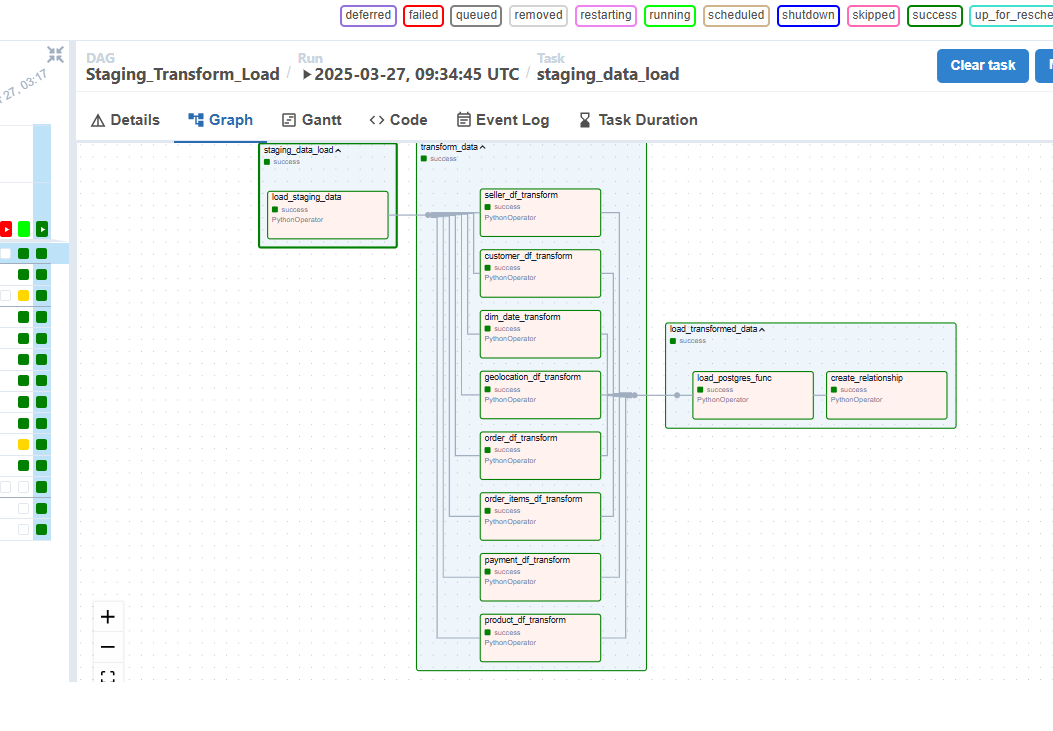 deferred failed queued removed restarting running scheduled shutdown skipped success up_for_resche
27, 03:17
DAG Run Task
Staging_Transform_Load / 2025-03-27, 09:34:45 UTC / staging_data_load
Clear task
Details Graph Gantt <> Code Event Log Task Duration
staging_data_load
success
load_staging_data
success
PythonOperator
transform_data
success
seller_df_transform
success
PythonOperator
customer_df_transform
success
PythonOperator
dim_date_transform
success
PythonOperator
geolocation_df_transform
success
PythonOperator
order_df_transform
success
PythonOperator
order_items_df_transform
success
PythonOperator
payment_df_transform
success
PythonOperator
product_df_transform
success
PythonOperator
load_transformed_data
success
load_postgres_func
success
PythonOperator
create_relationship
success
PythonOperator